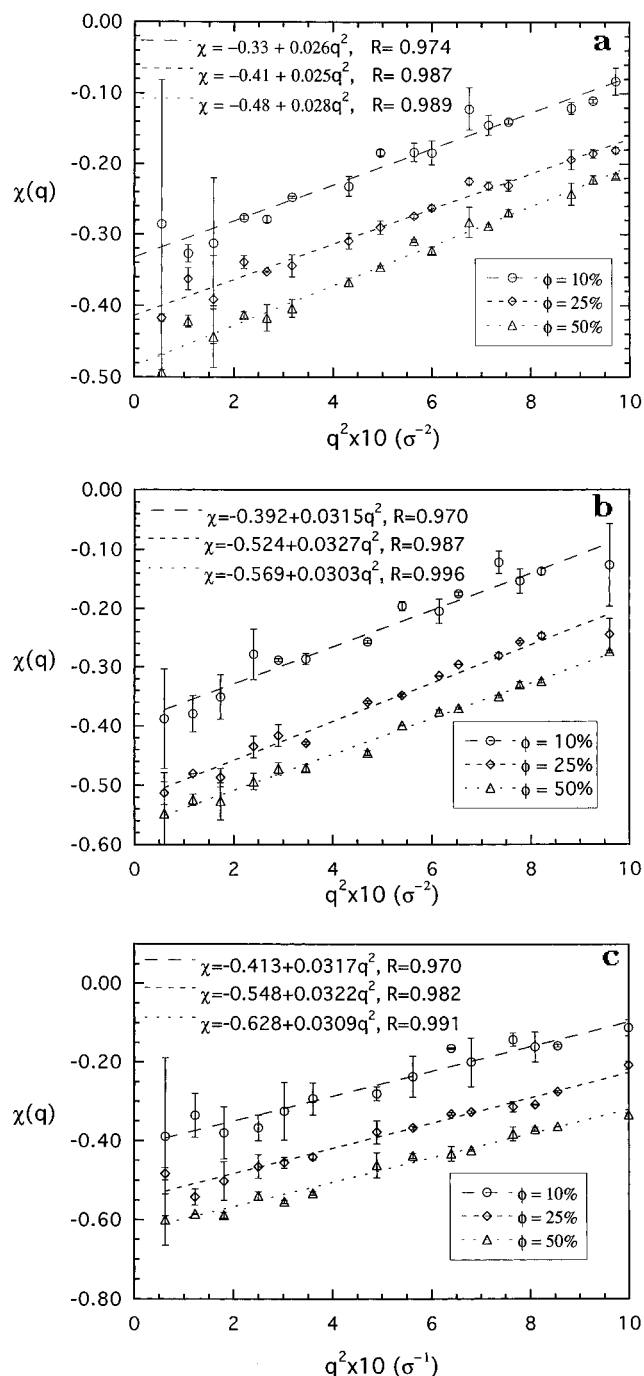 a
χ = −0.33 + 0.026q², R = 0.974
χ = −0.41 + 0.025q², R = 0.987
χ = −0.48 + 0.028q², R = 0.989
0.00
-0.10
-0.20
-0.30
-0.40
-0.50
χ(q)
ϕ = 10%
ϕ = 25%
ϕ = 50%
0 2 4 6 8 10
q²x10 (σ⁻²)
b
χ=-0.392+0.0315q², R=0.970
χ=-0.524+0.0327q², R=0.987
χ=-0.569+0.0303q², R=0.996
0.00
-0.10
-0.20
-0.30
-0.40
-0.50
-0.60
χ(q)
ϕ = 10%
ϕ = 25%
ϕ = 50%
0 2 4 6 8 10
q²x10 (σ⁻²)
c
χ=-0.413+0.0317q², R=0.970
χ=-0.548+0.0322q², R=0.982
χ=-0.628+0.0309q², R=0.991
0.00
-0.20
-0.40
-0.60
-0.80
χ(q)
ϕ = 10%
ϕ = 25%
ϕ = 50%
0 2 4 6 8 10
q²x10 (σ⁻¹)